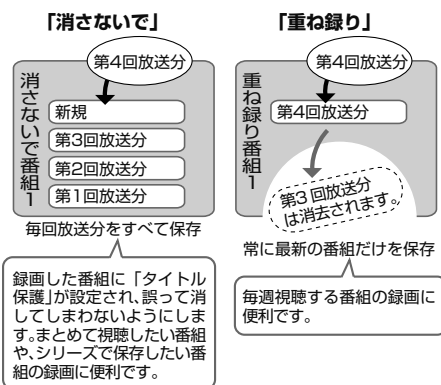 「消さないで」
第4回放送分
消さないで番組1
新規
第3回放送分
第2回放送分
第1回放送分
毎回放送分をすべて保存
録画した番組に「タイトル
保護」が設定され、誤って消
してしまわないようにしま
す。まとめて視聴したい番組
や、シリーズで保存したい番
組の録画に便利です。
「重ね録り」
第4回放送分
重ね録り番組1
第4回放送分
第3回放送分
は消去されます。
常に最新の番組だけを保存
毎週視聴する番組の録画に
便利です。